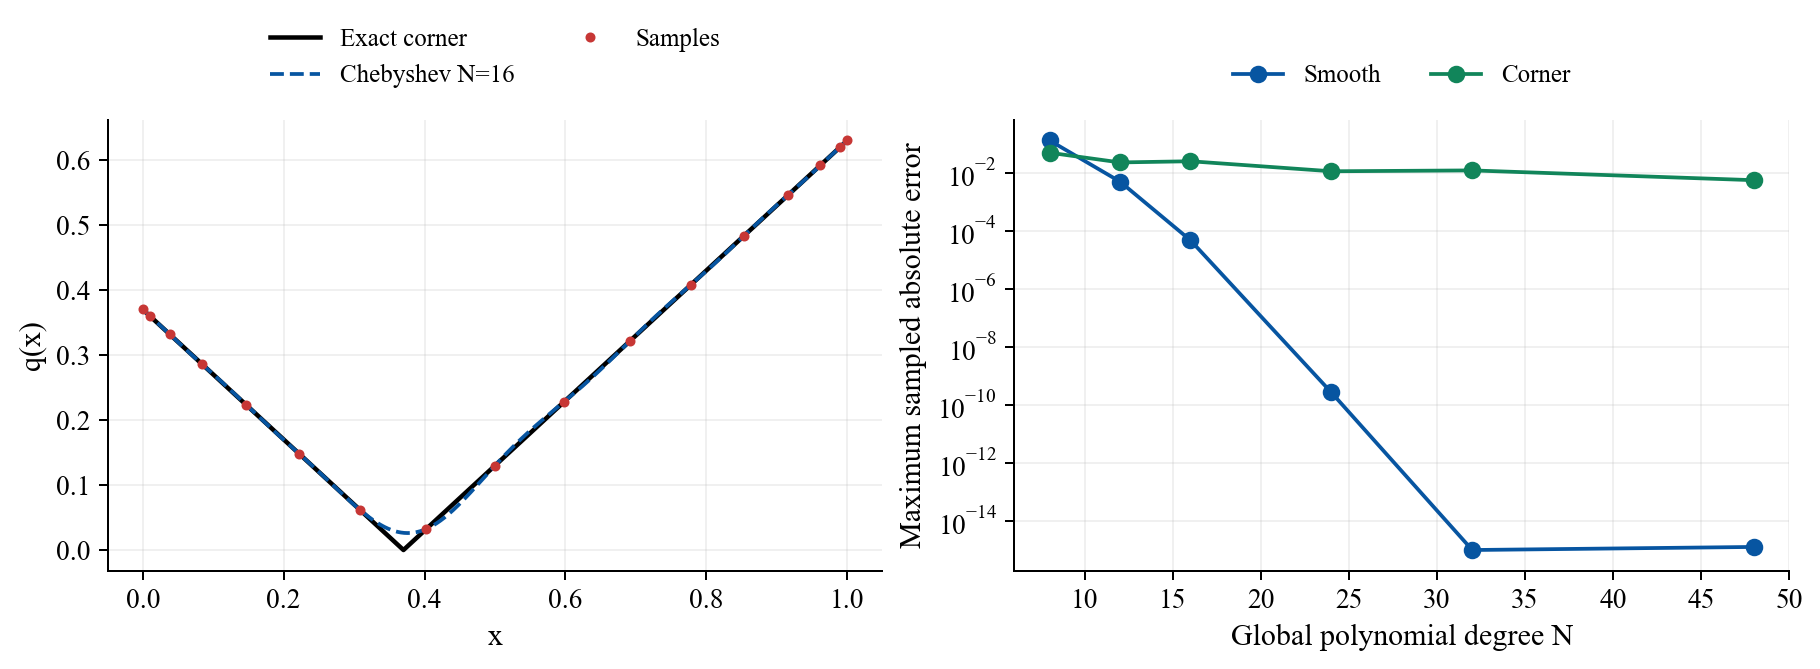 Exact corner
Chebyshev N=16
Samples
q(x)
0.6
0.5
0.4
0.3
0.2
0.1
0.0
0.0 0.2 0.4 0.6 0.8 1.0
x
Smooth
Corner
Maximum sampled absolute error
10⁻²
10⁻⁴
10⁻⁶
10⁻⁸
10⁻¹⁰
10⁻¹²
10⁻¹⁴
10 15 20 25 30 35 40 45 50
Global polynomial degree N